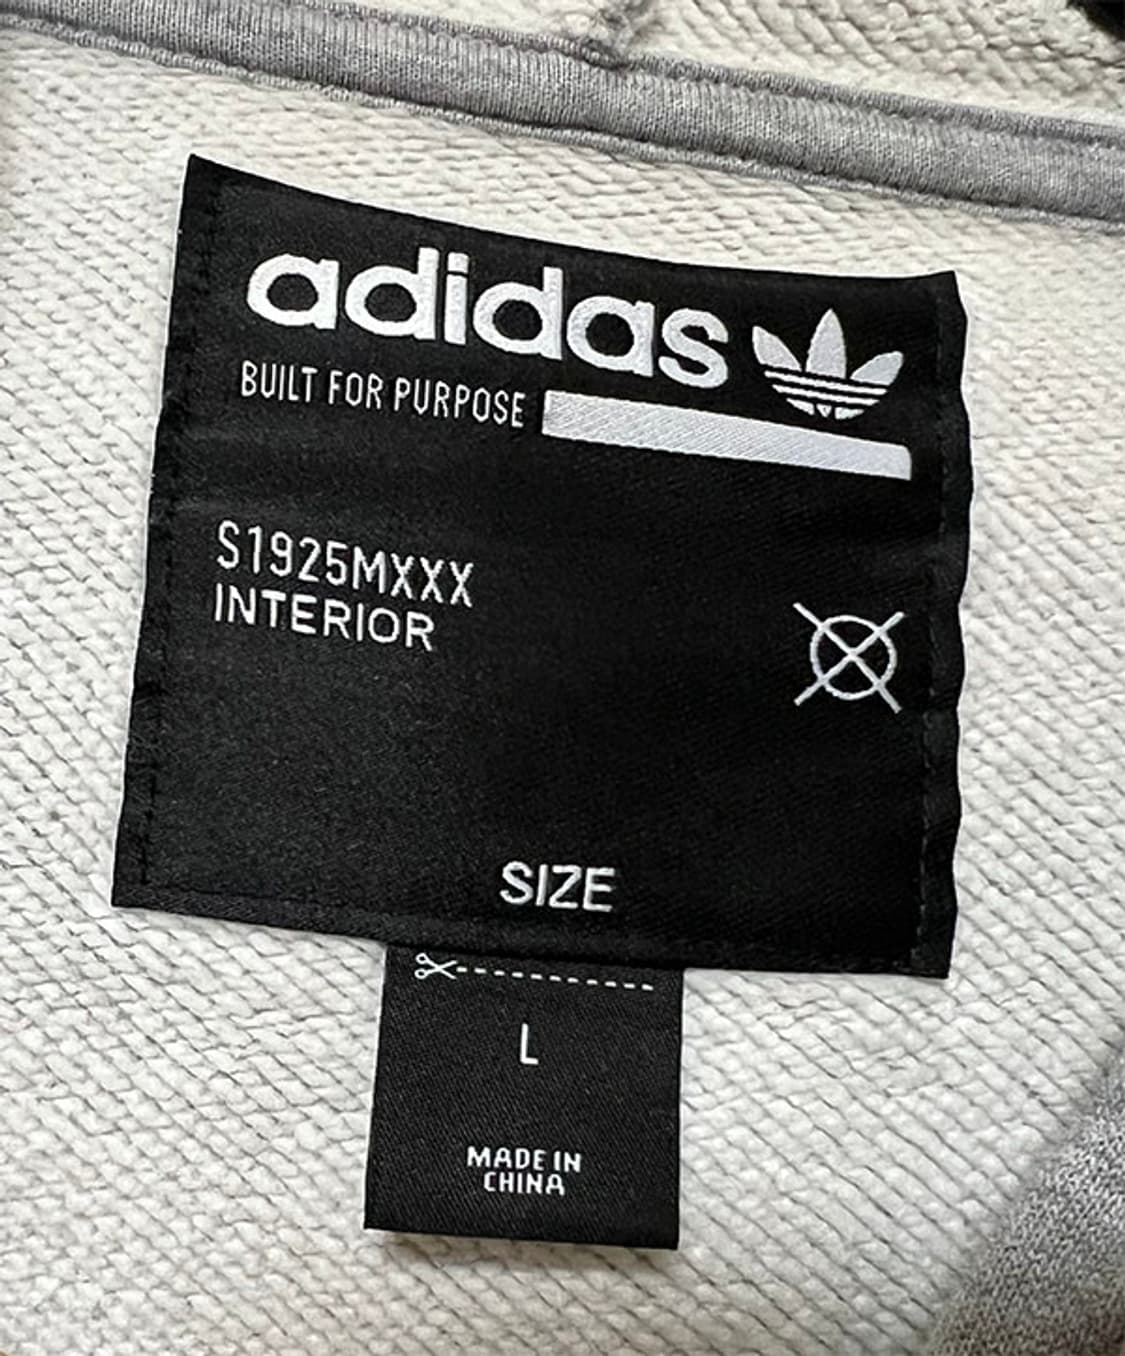 adidas
BUILT FOR PURPOSE
S1925MXXX
INTERIOR
SIZE
L
MADE IN
CHINA